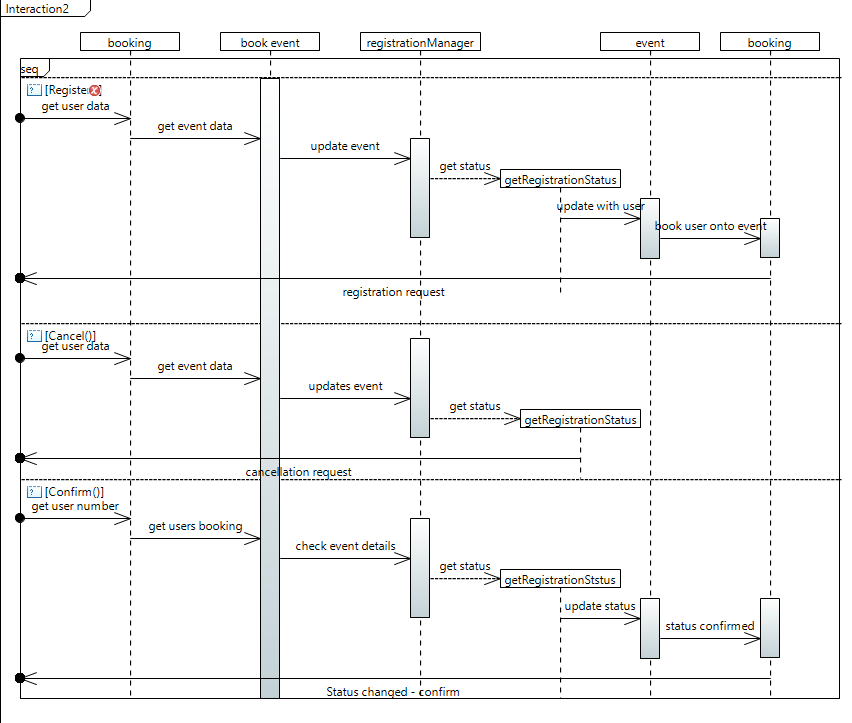 Interaction2
booking
book event
registrationManager
event
booking
seq
[Registe
get user data
get event data
update event
get status
getRegistrationStatus
update with user
book user onto event
registration request
[Cancel()]
get user data
get event data
updates event
get status
getRegistrationStatus
cancellation request
[Confirm()]
get user number
get users booking
check event details
get status
getRegistrationStstus
update status
status confirmed
Status changed - confirm